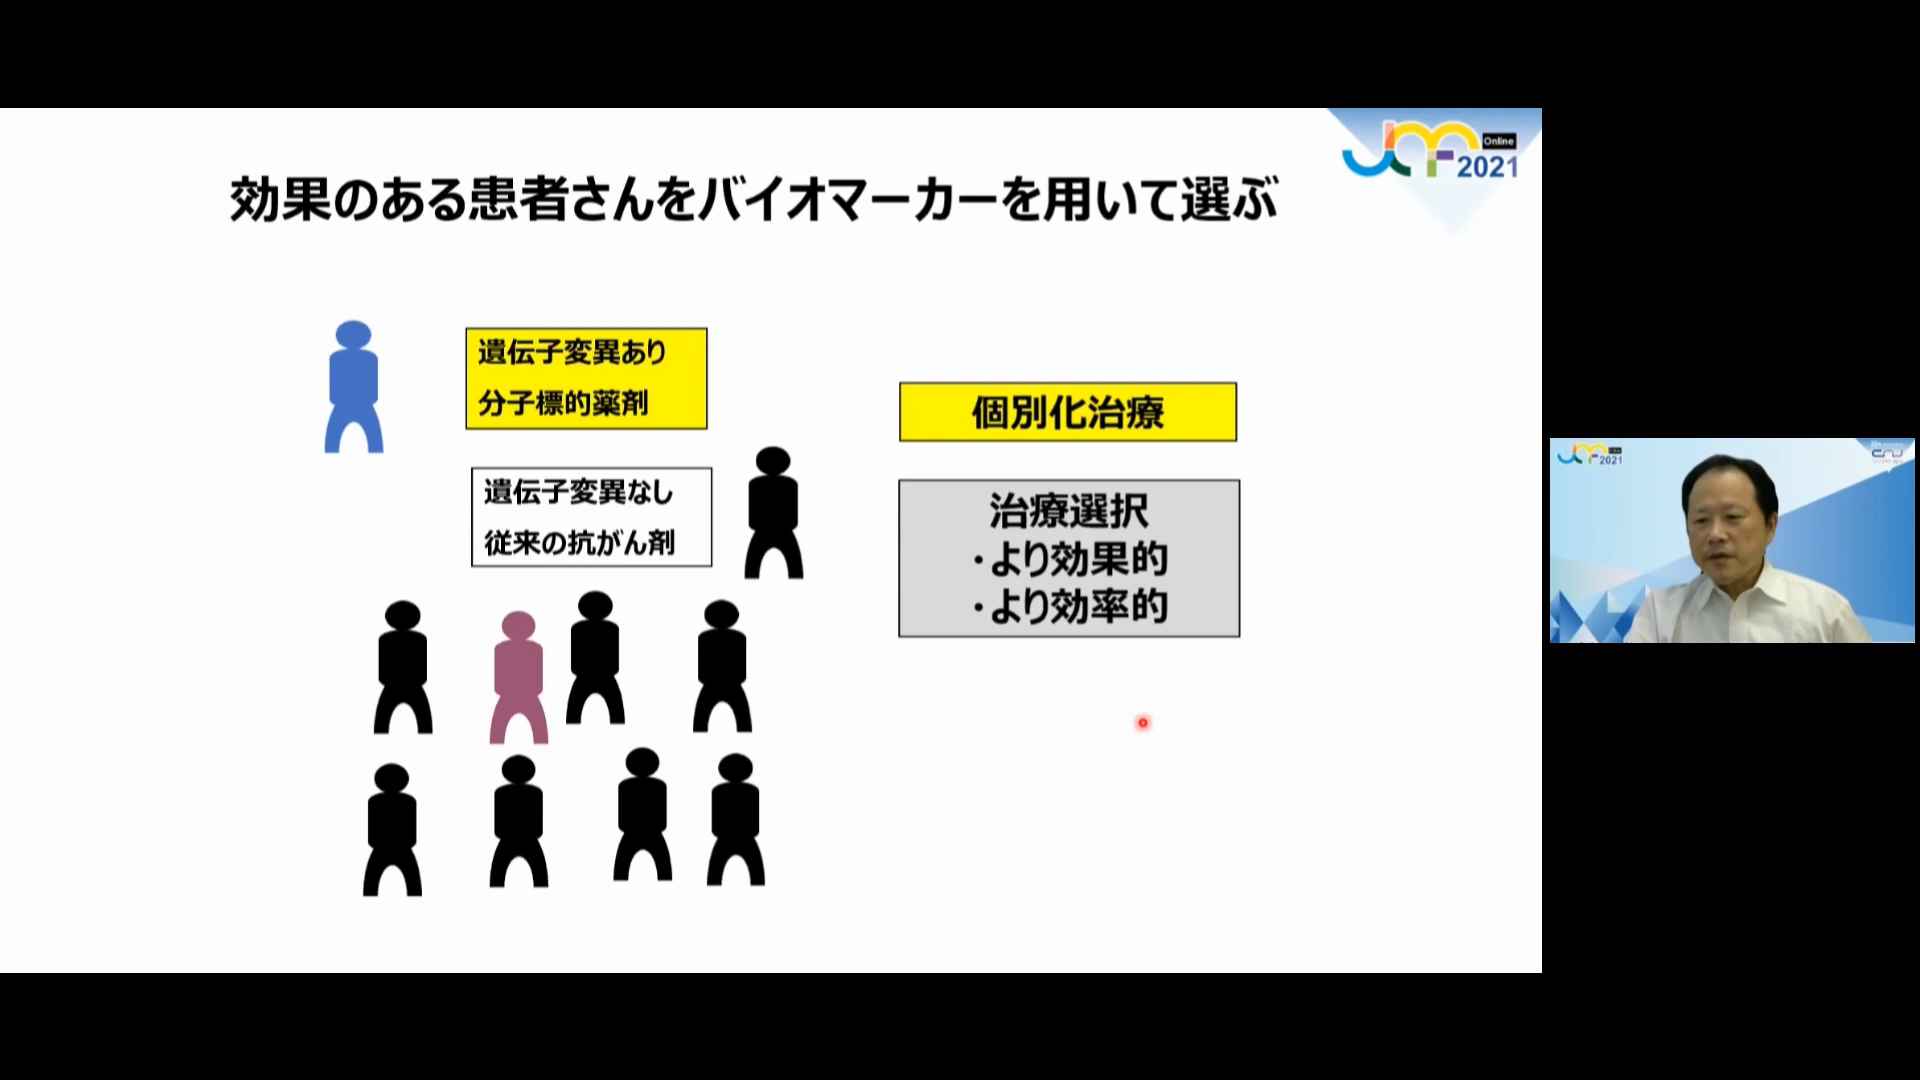 効果のある患者さんをバイオマーカーを用いて選ぶ
Online
2021
遺伝子変異あり
分子標的薬剤
遺伝子変異なし
従来の抗がん剤
個別化治療
治療選択
・より効果的
・より効率的
2021